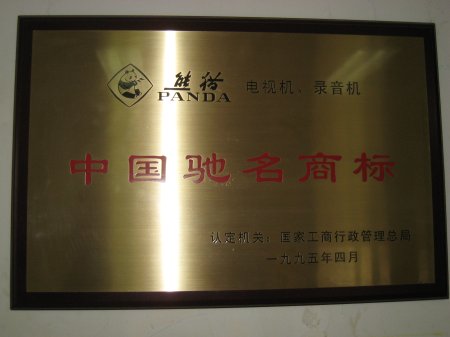 熊猫 电视机、录音机
PANDA
中国驰名商标
认定机关：国家工商行政管理总局
一九九五年四月